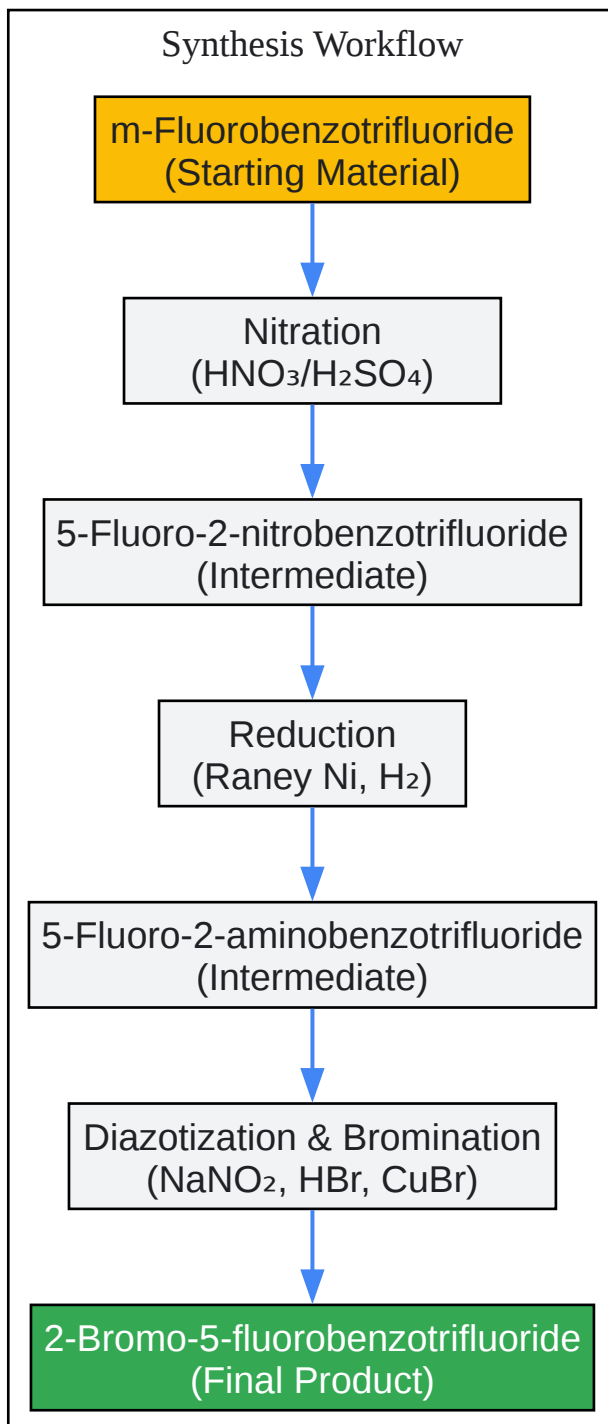 Synthesis Workflow
m-Fluorobenzotrifluoride
(Starting Material)
Nitration
(HNO₃/H₂SO₄)
5-Fluoro-2-nitrobenzotrifluoride
(Intermediate)
Reduction
(Raney Ni, H₂)
5-Fluoro-2-aminobenzotrifluoride
(Intermediate)
Diazotization & Bromination
(NaNO₂, HBr, CuBr)
2-Bromo-5-fluorobenzotrifluoride
(Final Product)